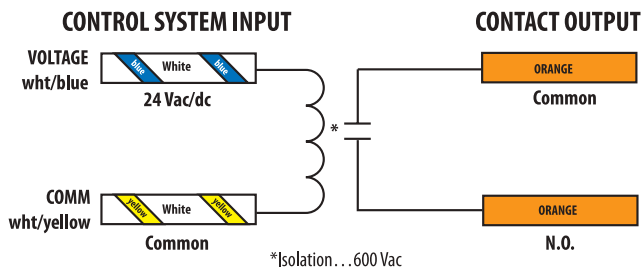 CONTROL SYSTEM INPUT
CONTACT OUTPUT
VOLTAGE
wht/blue
blue White blue
24 Vac/dc
ORANGE
Common
*
COMM
wht/yellow
yellow White yellow
Common
ORANGE
N.O.
*Isolation...600 Vac